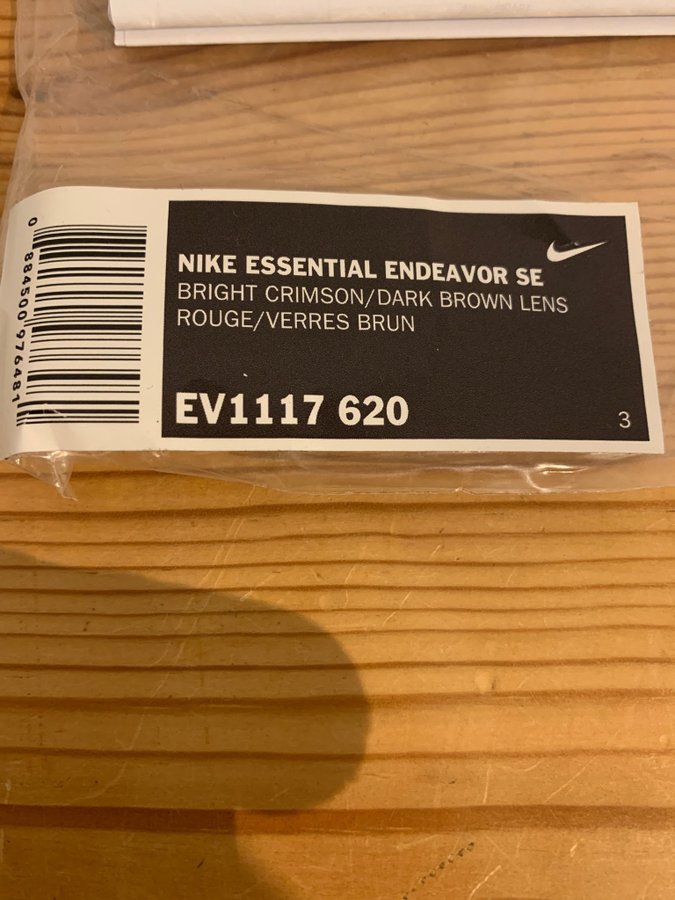 NIKE ESSENTIAL ENDEAVOR SE
BRIGHT CRIMSON/DARK BROWN LENS
ROUGE/VERRES BRUN
EV1117 620
3
0 884500 976481